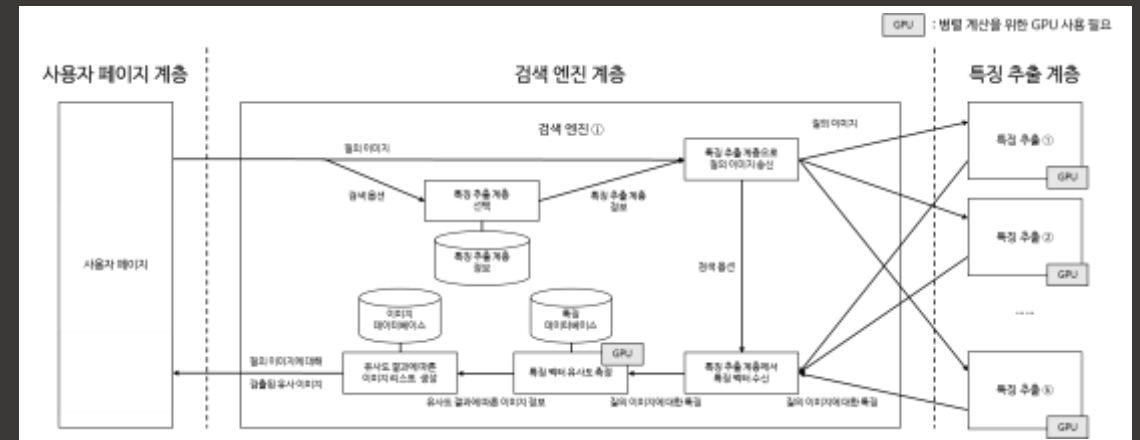 GPU : 병렬 계산을 위한 GPU 사용 필요
사용자 페이지 계층
검색 엔진 계층
특징 추출 계층
검색 엔진 ①
질의 이미지
질의 이미지
특징 추출 계층으로
질의 이미지 송신
특징 추출 ①
GPU
검색 옵션
특징 추출 계층
선택
특징 추출 계층
정보
특징 추출 계층
정보
특징 추출 ②
GPU
사용자 페이지
검색 옵션
이미지
데이터베이스
특징
데이터베이스
GPU
질의 이미지에 대해
검출된 유사 이미지
유사도 결과에 따른
이미지 리스트 생성
특징 벡터 유사도 측정
특징 추출 계층에서
특징 벡터 수신
유사도 결과에 따른 이미지 정보
질의 이미지에 대한 특징
질의 이미지에 대한 특징
특징 추출
GPU